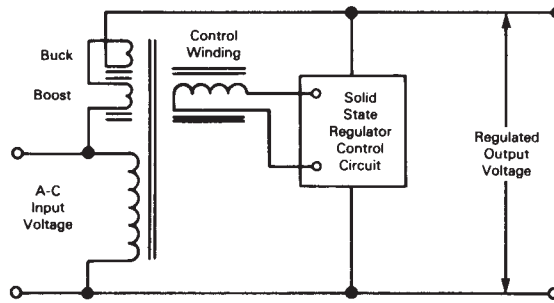 Buck
Boost
Control
Winding
Solid
State
Regulator
Control
Circuit
Regulated
Output
Voltage
A-C
Input
Voltage